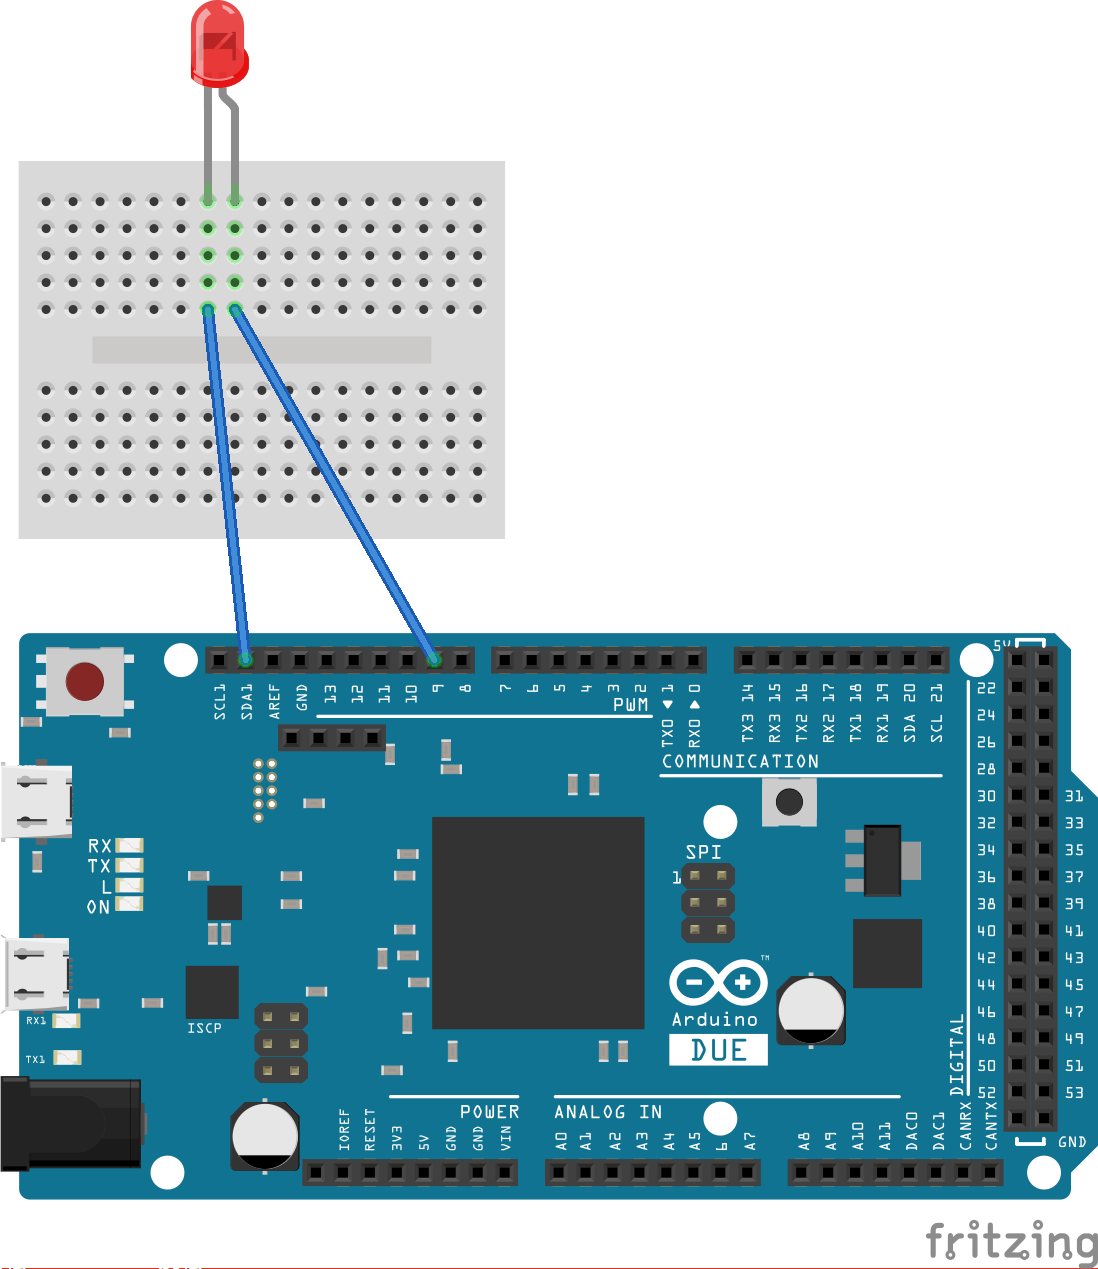 5V
SCL1 SDA1 AREF GND 13 12 11 10 9 8 7 6 5 4 3 2 TX0 1 RX0 0 TX3 14 RX3 15 TX2 16 RX2 17 TX1 18 RX1 19 SDA 20 SCL 21
PWM
COMMUNICATION
22
24
26
28
30 31
32 33
34 35
36 37
38 39
40 41
42 43
44 45
46 47
48 49
50 51
52 53
DIGITAL
GND
RX
TX
L
ON
SPI
1
TM
Arduino
DUE
ISCP
RX1
TX1
POWER
ANALOG IN
IOREF RESET 3V3 5V GND GND VIN A0 A1 A2 A3 A4 A5 6 A7 A8 A9 A10 A11 DAC0 DAC1 CANRX CANTX
fritzing